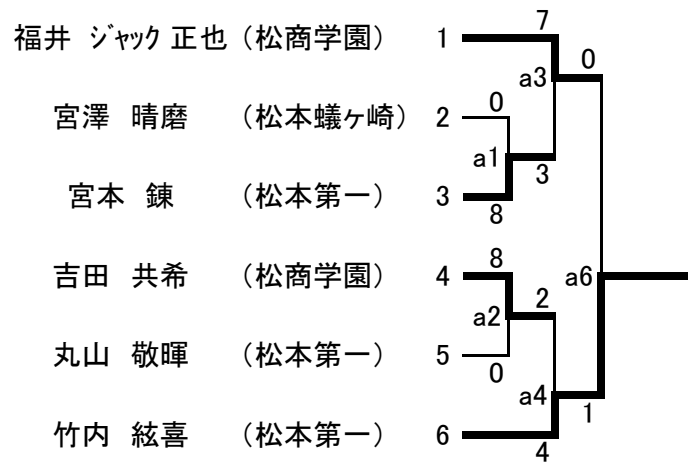 7
福井 ジャック 正也 (松商学園) 1
0
a3
0
宮澤 晴磨 (松本蟻ヶ崎) 2
a1
3
宮本 錬 (松本第一) 3
8
8
吉田 共希 (松商学園) 4
a6
2
a2
丸山 敬暉 (松本第一) 5
0
a4
1
竹内 絃喜 (松本第一) 6
4